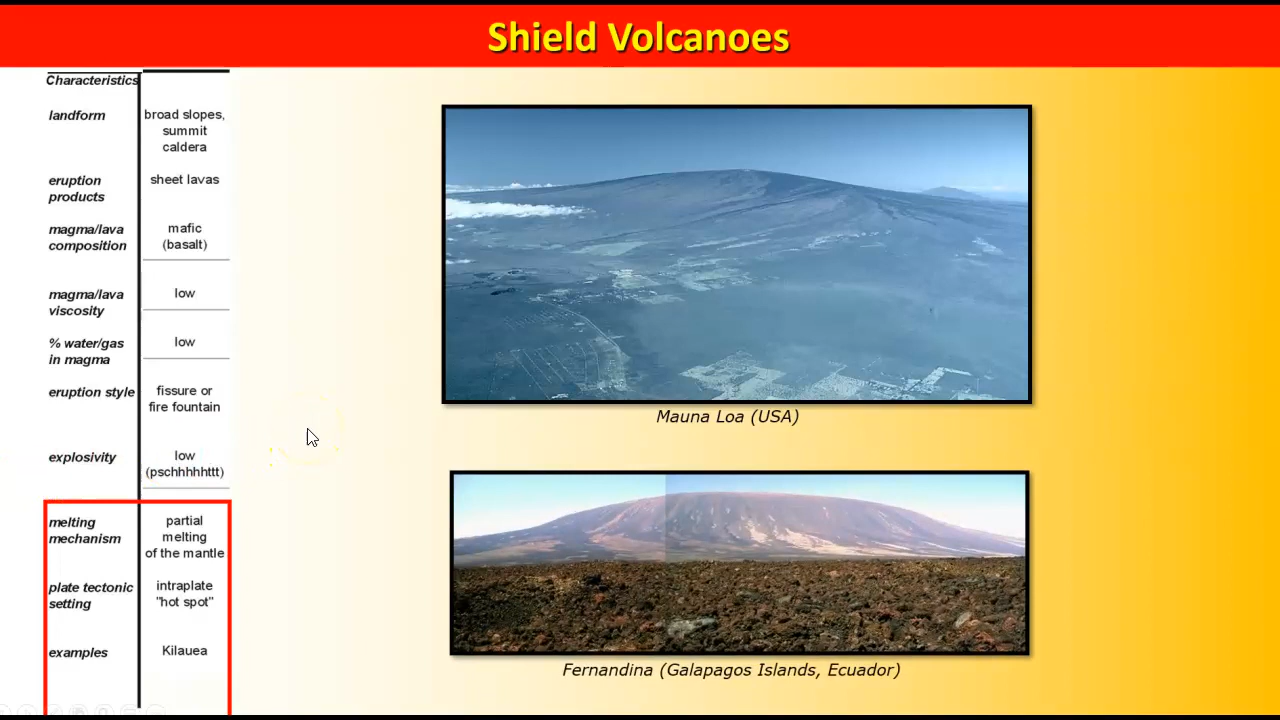 Shield Volcanoes
Characteristics
landform
broad slopes,
summit
caldera
eruption
products
sheet lavas
magma/lava
composition
mafic
(basalt)
magma/lava
viscosity
low
% water/gas
in magma
low
eruption style
fissure or
fire fountain
explosivity
low
(pschhhhhttt)
melting
mechanism
partial
melting
of the mantle
plate tectonic
setting
intraplate
"hot spot"
examples
Kilauea
Mauna Loa (USA)
Fernandina (Galapagos Islands, Ecuador)